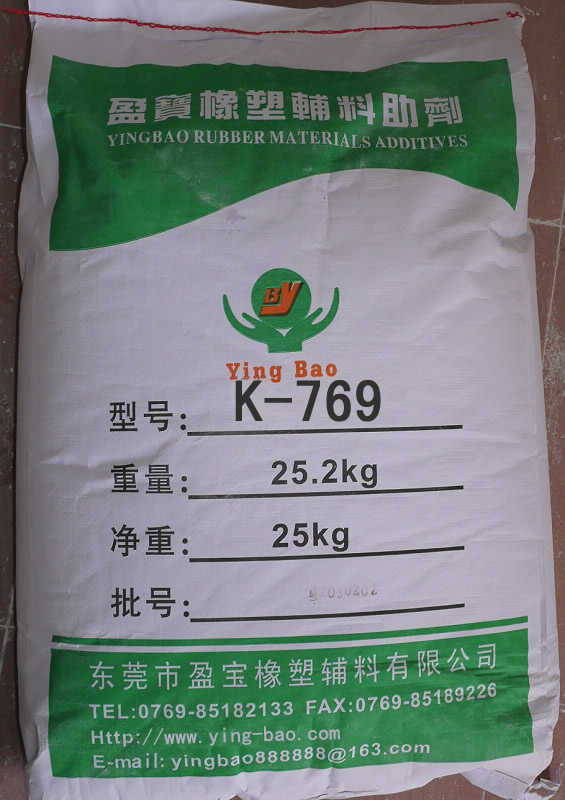 盈寶橡塑輔料助劑
YINGBAO RUBBER MATERIALS ADDITIVES
BY
Ying Bao
型号: K-769
重量: 25.2kg
净重: 25kg
批号:
东莞市盈宝橡塑辅料有限公司
TEL:0769-85182133 FAX:0769-85189226
Http://www.ying-bao.com
E-mail: yingbao888888@163.com